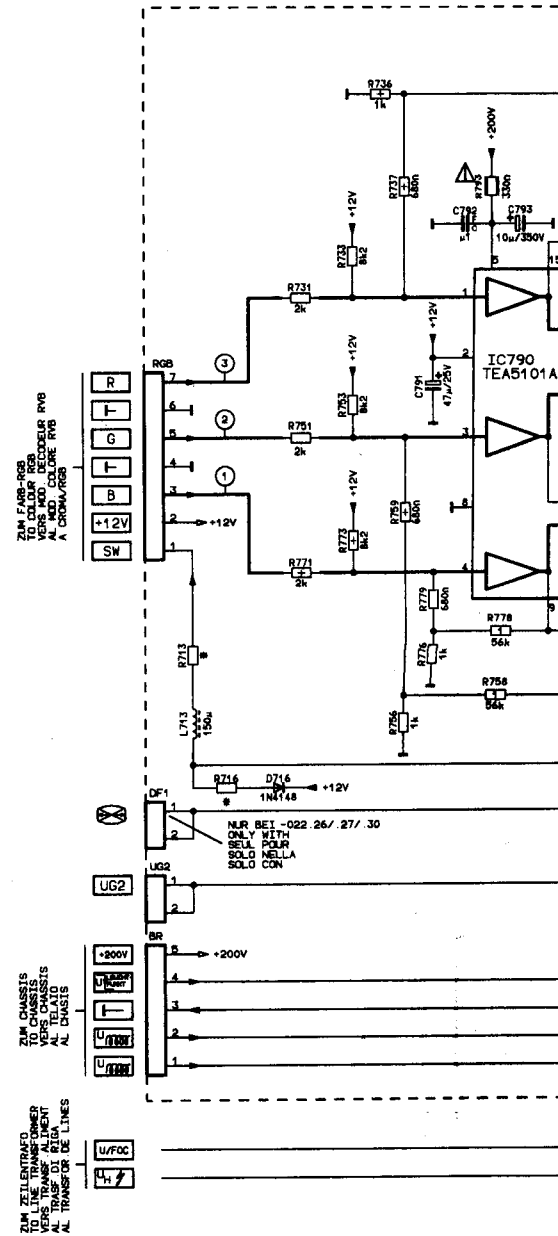 R736
1k
+200V
R737
680n
R793
330n
C792
µ1
C793
10µ/350V
+12V
R733
8k2
5
15
R731
2k
1
+12V
2
IC790
TEA5101A
C791
47µ/25V
RGB
3
R
7
+12V
R753
8k2
6
2
G
5
R751
2k
3
4
1
B
3
+12V
R759
680n
8
+12V
2
+12V
R773
8k2
SW
1
R771
2k
4
ZUM FARB-RGB
TO COLOUR RGB
VERS MOD. DECODEUR RVB
AL MOD. COLORE RVB
A CROMA/RGB
R779
680n
9
R778
56k
R713
*
R776
1k
R758
56k
L713
150µ
R756
1k
R716
*
D716
1N4148
+12V
DF1
1
2
NUR BEI -022.26/.27/.30
ONLY WITH
SEUL POUR
SOLO NELLA
SOLO CON
UG2
UG2
1
2
BR
+200V
5
+200V
U
4
3
U
2
U
1
ZUM CHASSIS
TO CHASSIS
VERS CHASSIS
AL TELAIO
AL CHASIS
U/FOC
UH
ZUM ZEILENTRAFO
TO LINE TRANSFORMER
VERS TRANSF. ALIMENT
AL TRASF. DI RIGA
AL TRANSFOR DE LINES